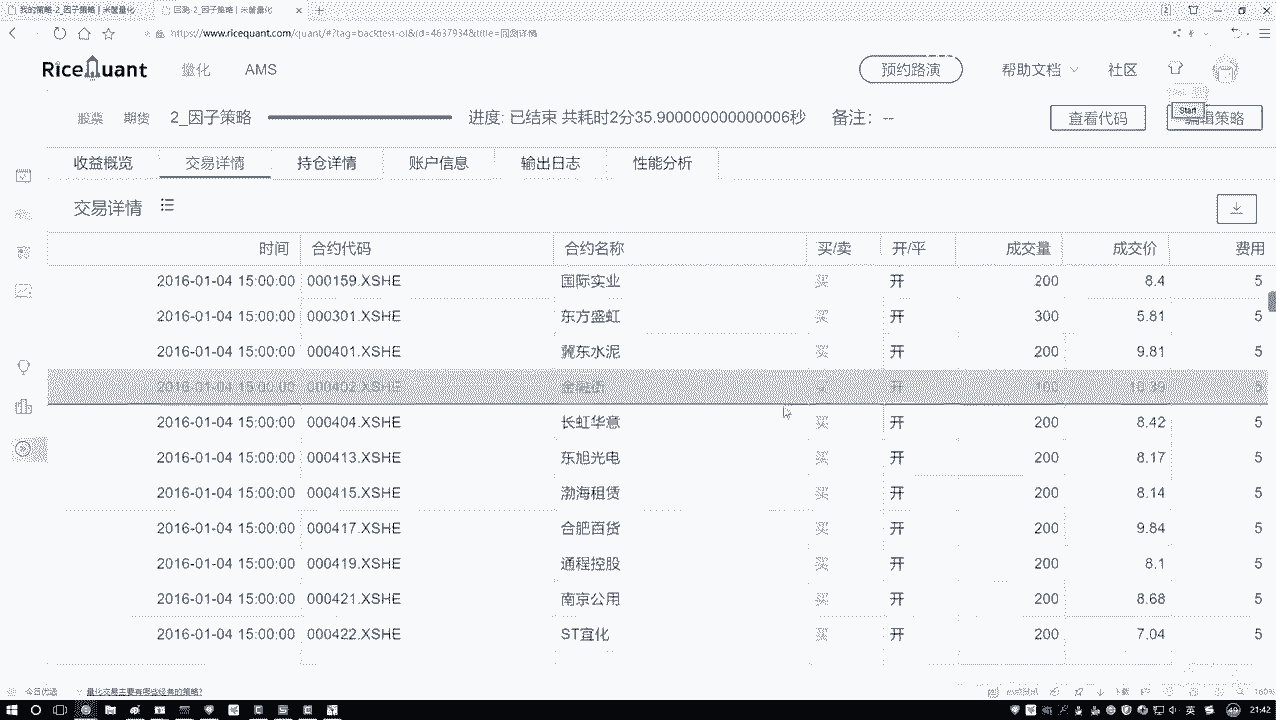 我的策略-2_因子策略 | 米筐量化
回测-2_因子策略 | 米筐量化
https://www.ricequant.com/quant/#?tag=backtest-ol&id=4637934&title=回测详情
RiceQuant 量化 AMS 预约路演 帮助文档 社区
Start
股票 期货 2_因子策略 进度: 已结束 共耗时2分35.900000000000006秒 备注: -- 查看代码 编辑策略
收益概览 交易详情 持仓详情 账户信息 输出日志 性能分析
交易详情
时间 合约代码 合约名称 买/卖 开/平 成交量 成交价 费用
2016-01-04 15:00:00 000159.XSHE 国际实业 买 开 200 8.4 5
2016-01-04 15:00:00 000301.XSHE 东方盛虹 买 开 300 5.81 5
2016-01-04 15:00:00 000401.XSHE 冀东水泥 买 开 200 9.81 5
2016-01-04 15:00:00 000402.XSHE 金融街 买 开 100 5
2016-01-04 15:00:00 000404.XSHE 长虹华意 买 开 200 8.42 5
2016-01-04 15:00:00 000413.XSHE 东旭光电 买 开 200 8.17 5
2016-01-04 15:00:00 000415.XSHE 渤海租赁 买 开 200 8.14 5
2016-01-04 15:00:00 000417.XSHE 合肥百货 买 开 200 9.84 5
2016-01-04 15:00:00 000419.XSHE 通程控股 买 开 200 8.1 5
2016-01-04 15:00:00 000421.XSHE 南京公用 买 开 200 8.68 5
2016-01-04 15:00:00 000422.XSHE ST宜化 买 开 200 7.04 5
今日优选 量化交易主要有哪些经典的策略? 下载 160%
英 21:42